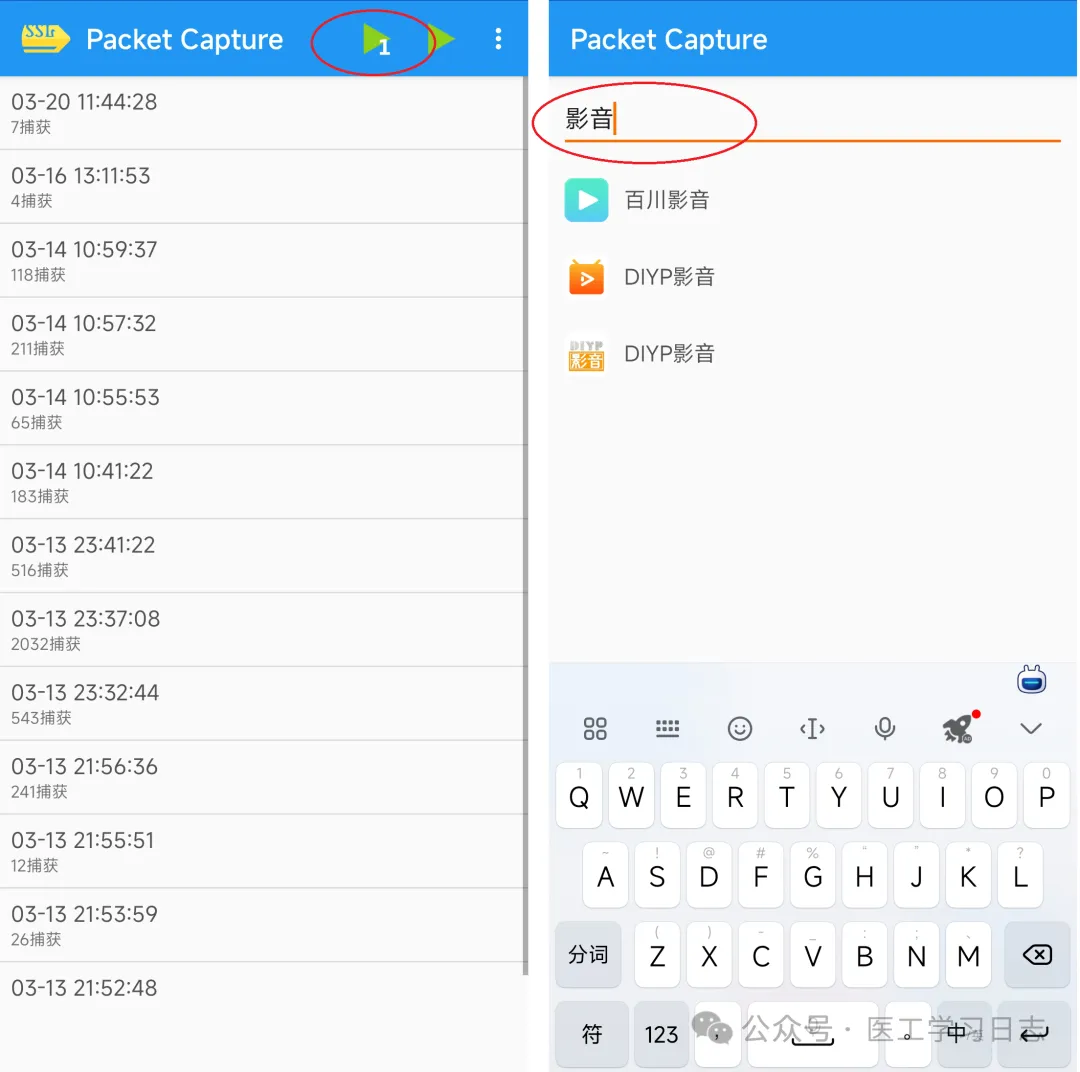 SSL
1
Packet Capture
03-20 11:44:28
7捕获
03-16 13:11:53
4捕获
03-14 10:59:37
118捕获
03-14 10:57:32
211捕获
03-14 10:55:53
65捕获
03-14 10:41:22
183捕获
03-13 23:41:22
516捕获
03-13 23:37:08
2032捕获
03-13 23:32:44
543捕获
03-13 21:56:36
241捕获
03-13 21:55:51
12捕获
03-13 21:53:59
26捕获
03-13 21:52:48
Packet Capture
影音
百川影音
DIYP影音
DIYP
影音
DIYP影音
1 2 3 4 5 6 7 8 9 0
Q W E R T Y U I O P
~ ! @ # % “ ” * ?
A S D F G H J K L
( ) - _ : ; 、
分词 Z X C V B N M
符 123 , 。 中
公众号 · 医工学习日志